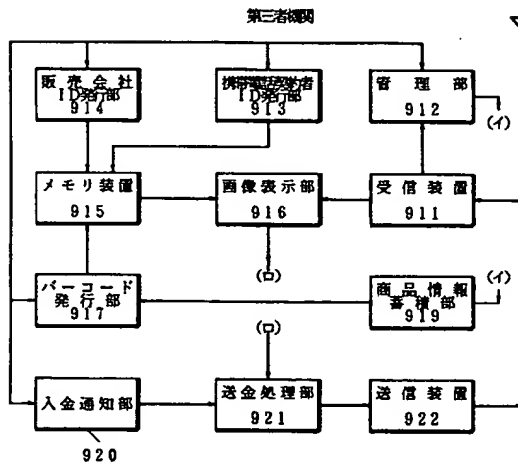 第三者機関
販売会社
ID発行部
914
携帯電話契約者
ID発行部
913
管理部
912
(イ)
メモリ装置
915
画像表示部
916
受信装置
911
(ロ)
バーコード
発行部
917
商品情報
蓄積部
919
(イ)
(ロ)
入金通知部
920
送金処理部
921
送信装置
922